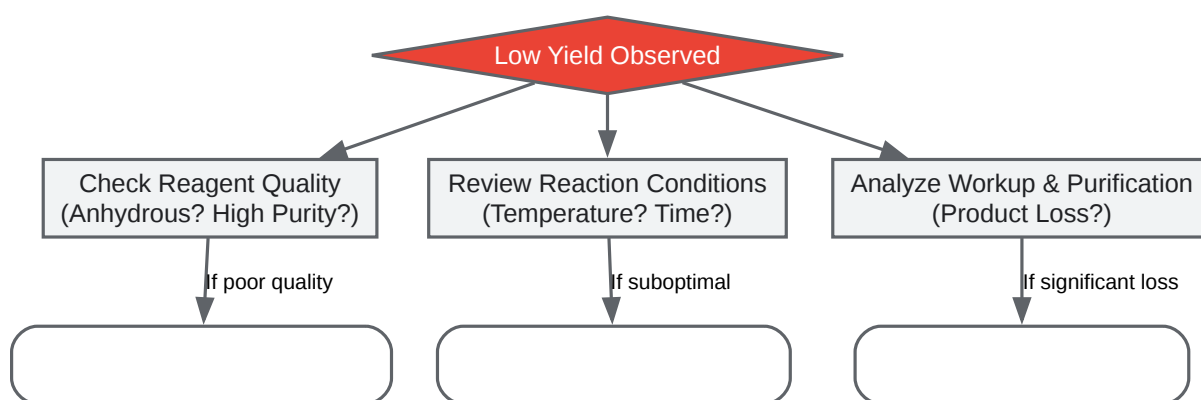 Low Yield Observed
Check Reagent Quality
(Anhydrous? High Purity?)
Review Reaction Conditions
(Temperature? Time?)
Analyze Workup & Purification
(Product Loss?)
If poor quality
If suboptimal
If significant loss